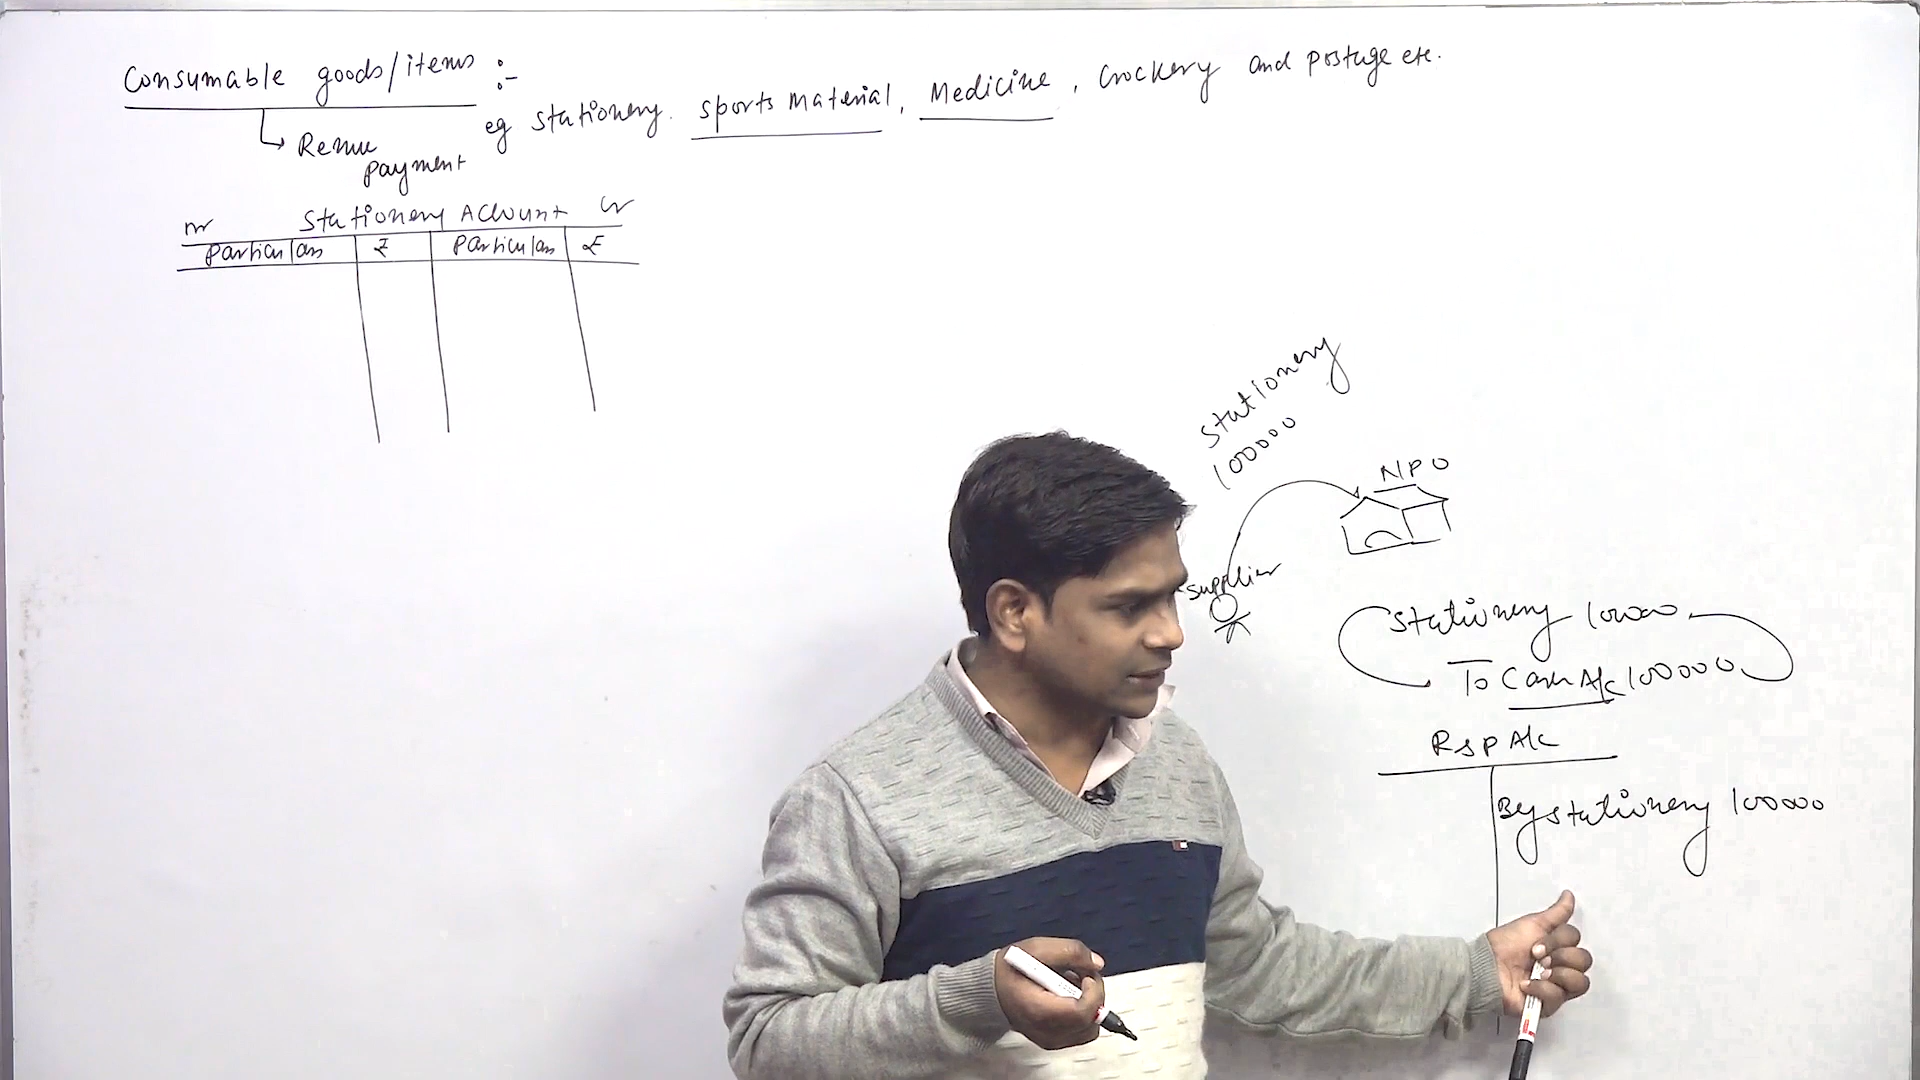 Consumable goods/items :-
eg stationery. sports material, Medicine, Crockery and postage etc.
Revenue payment
Dr Stationery Account Cr
Particulars ₹ Particulars ₹
Stationery
100000
NPO
supplier
Stationery 100000
To Cash A/c 100000
R&P A/c
By stationery 100000